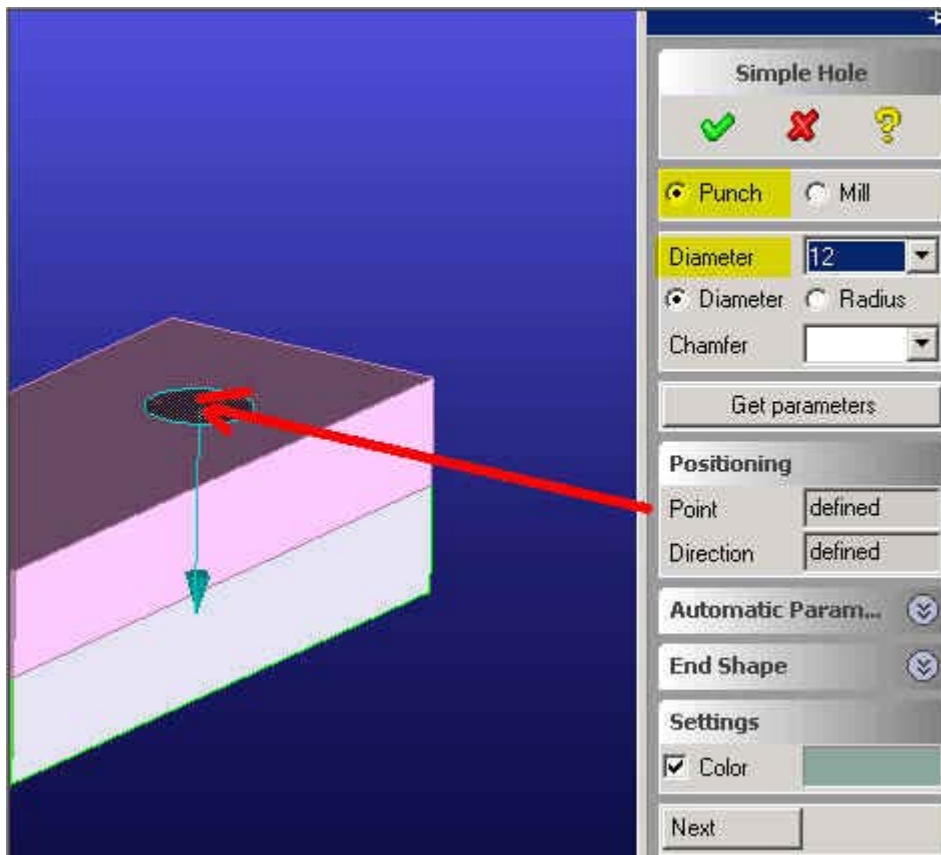 Simple Hole
Punch Mill
Diameter 12
Diameter Radius
Chamfer
Get parameters
Positioning
Point defined
Direction defined
Automatic Param...
End Shape
Settings
Color
Next